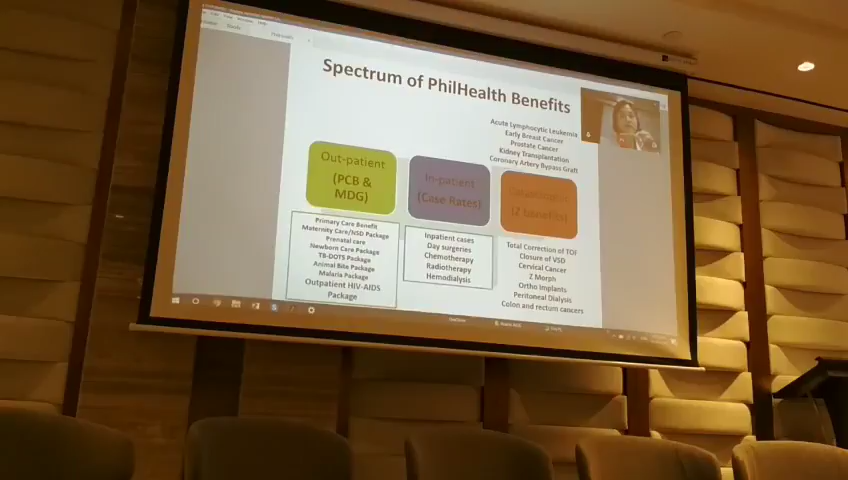 Spectrum of PhilHealth Benefits
Acute Lymphocytic Leukemia
Early Breast Cancer
Prostate Cancer
Kidney Transplantation
Coronary Artery Bypass Graft
Out-patient
(PCB &
MDG)
In-patient
(Case Rates)
Catastrophic
(Z benefits)
Primary Care Benefit
Maternity Care/NSD Package
Prenatal care
Newborn Care Package
TB-DOTS Package
Animal Bite Package
Malaria Package
Outpatient HIV-AIDS
Package
Inpatient cases
Day surgeries
Chemotherapy
Radiotherapy
Hemodialysis
Total Correction of TOF
Closure of VSD
Cervical Cancer
Z Morph
Ortho Implants
Peritoneal Dialysis
Colon and rectum cancers